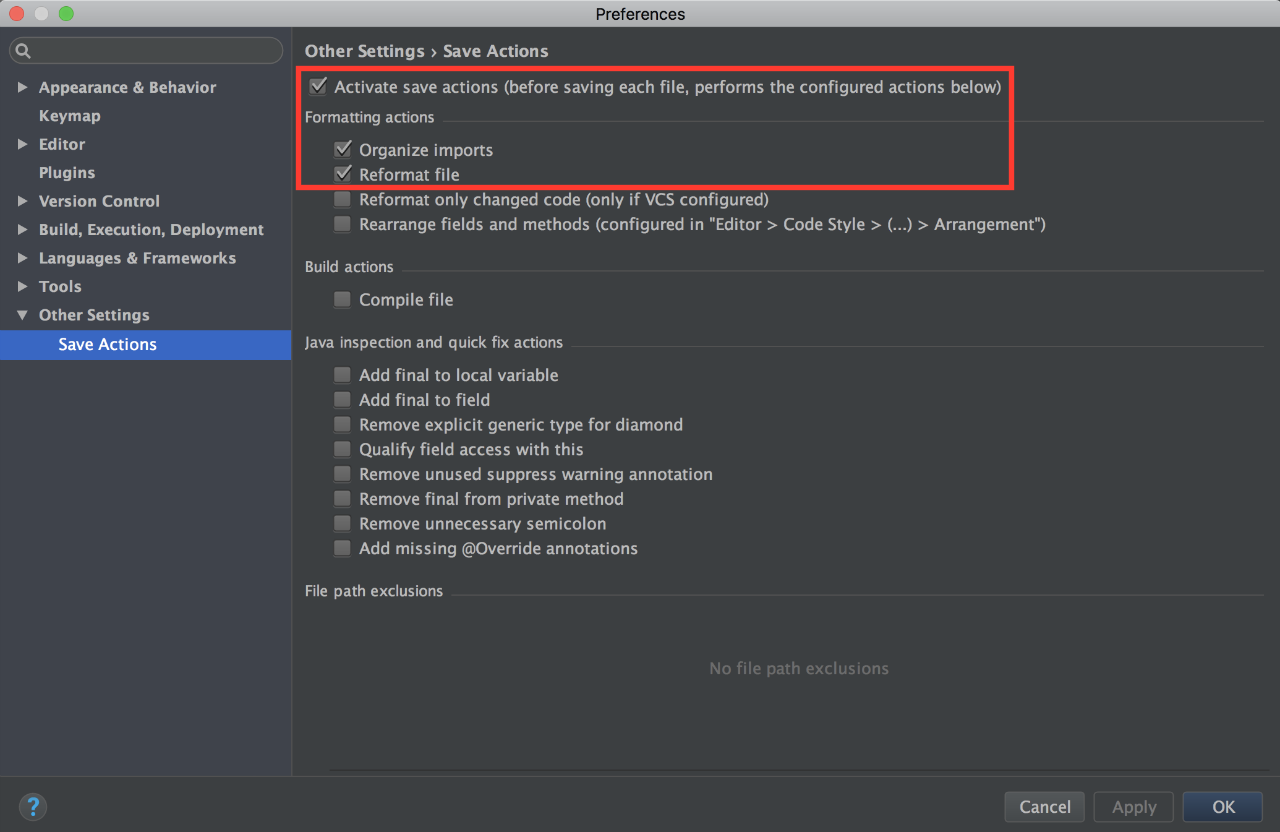 Preferences
Appearance & Behavior
Keymap
Editor
Plugins
Version Control
Build, Execution, Deployment
Languages & Frameworks
Tools
Other Settings
Save Actions
Other Settings › Save Actions
Activate save actions (before saving each file, performs the configured actions below)
Formatting actions
Organize imports
Reformat file
Reformat only changed code (only if VCS configured)
Rearrange fields and methods (configured in "Editor > Code Style > (...) > Arrangement")
Build actions
Compile file
Java inspection and quick fix actions
Add final to local variable
Add final to field
Remove explicit generic type for diamond
Qualify field access with this
Remove unused suppress warning annotation
Remove final from private method
Remove unnecessary semicolon
Add missing @Override annotations
File path exclusions
No file path exclusions
?
Cancel Apply OK